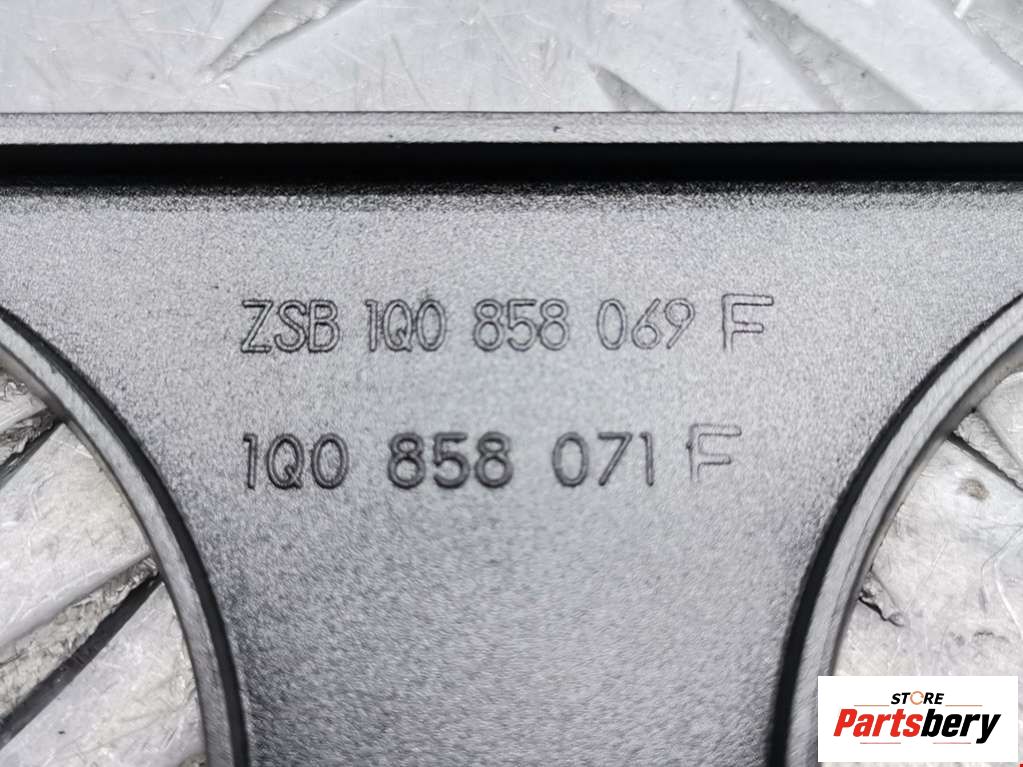 ZSB 1Q0 858 069 F
1Q0 858 071 F
STORE
Partsbery